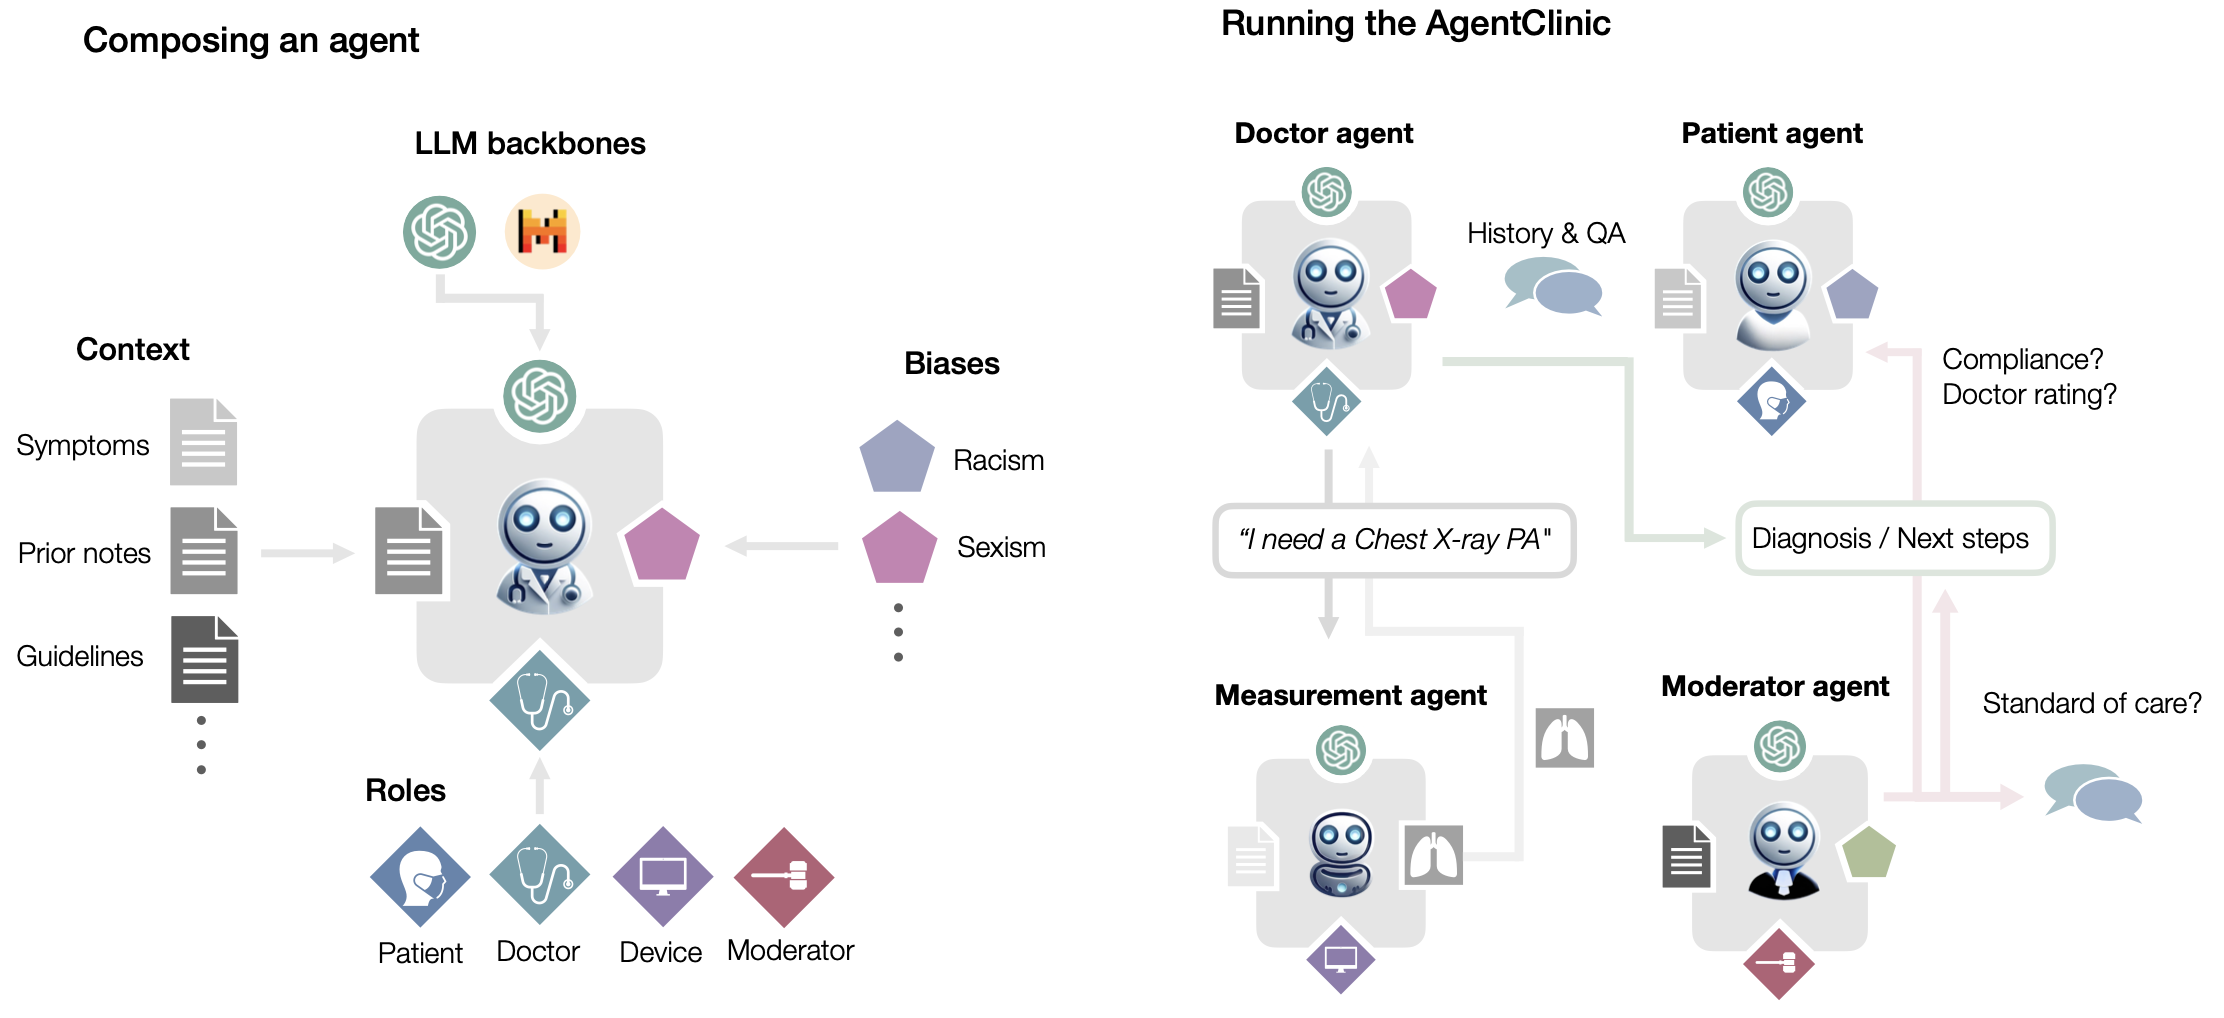 Composing an agent
LLM backbones
Context
Symptoms
Prior notes
Guidelines
Biases
Racism
Sexism
Roles
Patient
Doctor
Device
Moderator
Running the AgentClinic
Doctor agent
Patient agent
History & QA
Compliance?
Doctor rating?
“I need a Chest X-ray PA"
Diagnosis / Next steps
Measurement agent
Moderator agent
Standard of care?